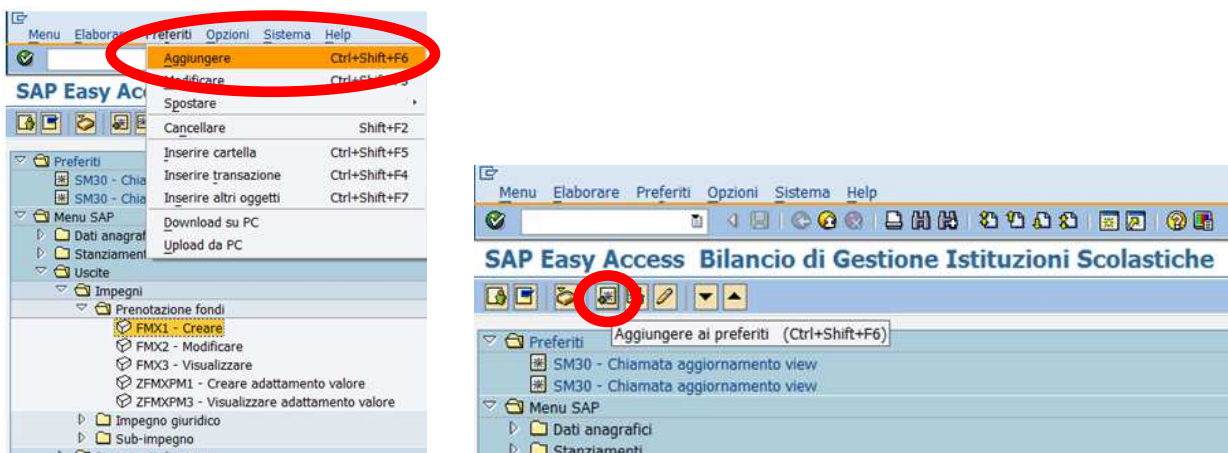 Menu Elabora Preferiti Opzioni Sistema Help
Aggiungere Ctrl+Shift+F6
Modificare Ctrl+Shift+F3
SAP Easy Acc
Spostare
Cancellare Shift+F2
Inserire cartella Ctrl+Shift+F5
Inserire transazione Ctrl+Shift+F4
Inserire altri oggetti Ctrl+Shift+F7
Download su PC
Upload da PC
Preferiti
SM30 - Chia
SM30 - Chia
Menu SAP
Dati anagraf
Stanziament
Uscite
Impegni
Prenotazione fondi
FMX1 - Creare
FMX2 - Modificare
FMX3 - Visualizzare
ZFMXPM1 - Creare adattamento valore
ZFMXPM3 - Visualizzare adattamento valore
Impegno giuridico
Sub-impegno
Menu Elaborare Preferiti Opzioni Sistema Help
SAP Easy Access Bilancio di Gestione Istituzioni Scolastiche
Aggiungere ai preferiti (Ctrl+Shift+F6)
Preferiti
SM30 - Chiamata aggiornamento view
SM30 - Chiamata aggiornamento view
Menu SAP
Dati anagrafici
Stanziamenti